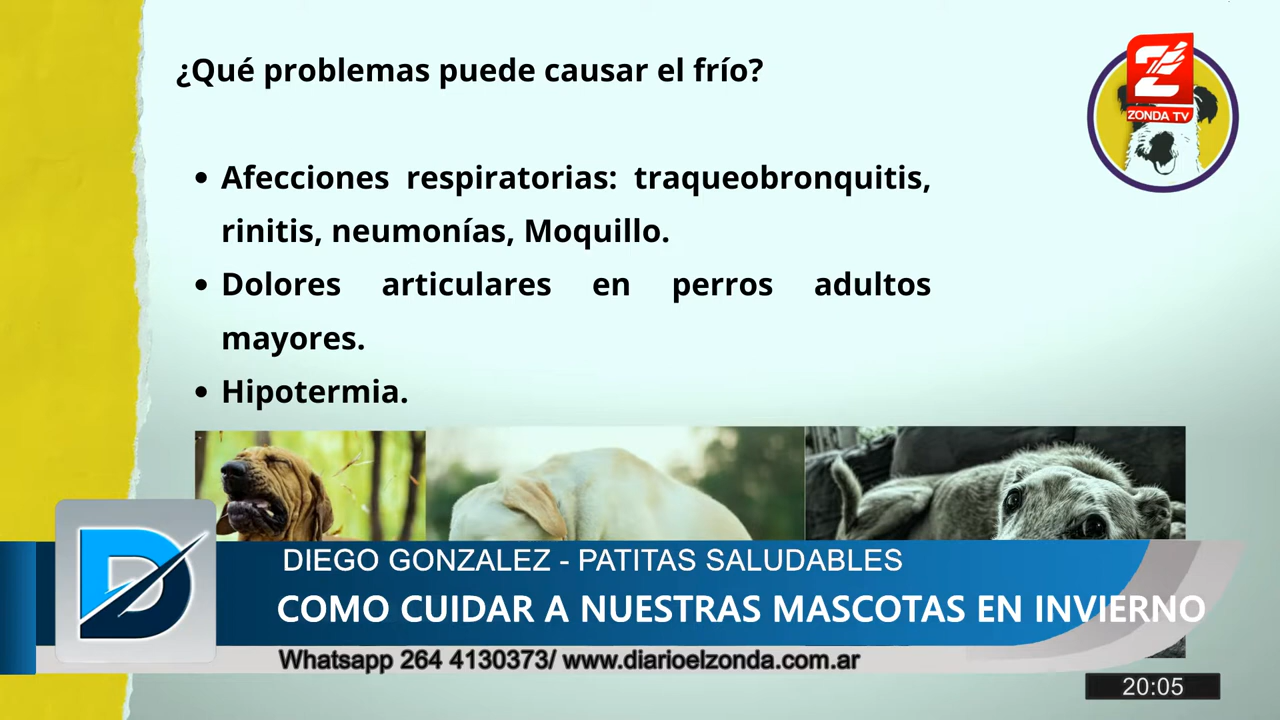 ¿Qué problemas puede causar el frío?
ZONDA TV
• Afecciones respiratorias: traqueobronquitis,
rinitis, neumonías, Moquillo.
• Dolores articulares en perros adultos
mayores.
• Hipotermia.
DIEGO GONZALEZ - PATITAS SALUDABLES
COMO CUIDAR A NUESTRAS MASCOTAS EN INVIERNO
Whatsapp 264 4130373/ www.diarioelzonda.com.ar
20:05